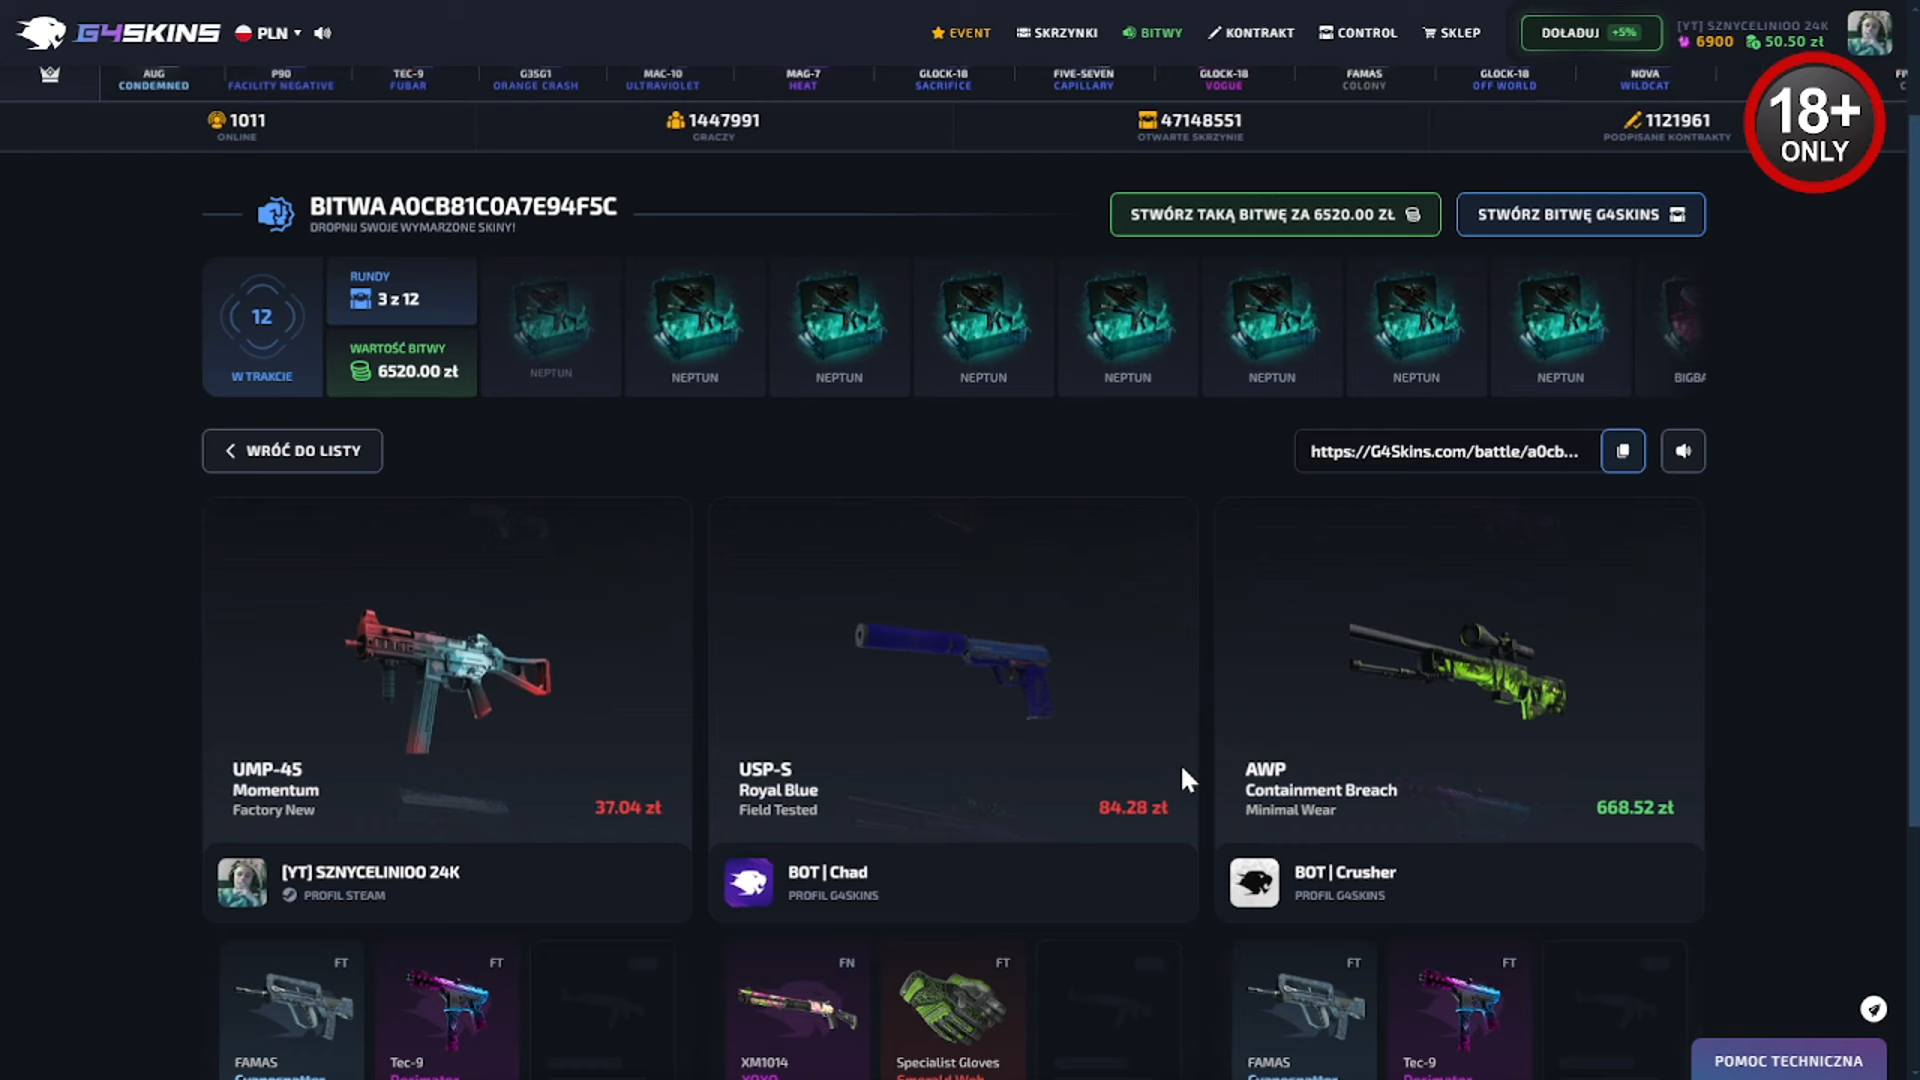 G4SKINS
PLN
EVENT
SKRZYNKI
BITWY
KONTRAKT
CONTROL
SKLEP
DOŁADUJ +5%
[YT] SZNYCELINIOO 24K
6900 50.50 zł
AUG
CONDEMNED
P90
FACILITY NEGATIVE
TEC-9
FUBAR
G3SG1
ORANGE CRASH
MAC-10
ULTRAVIOLET
MAG-7
HEAT
GLOCK-18
SACRIFICE
FIVE-SEVEN
CAPILLARY
GLOCK-18
VOGUE
FAMAS
COLONY
GLOCK-18
OFF WORLD
NOVA
WILDCAT
18+
ONLY
1011
ONLINE
1447991
GRACZY
47148551
OTWARTE SKRZYNIE
1121961
PODPISANE KONTRAKTY
BITWA A0CB81C0A7E94F5C
DROPNIJ SWOJE WYMARZONE SKINY!
STWÓRZ TAKĄ BITWĘ ZA 6520.00 ZŁ
STWÓRZ BITWĘ G4SKINS
12
W TRAKCIE
RUNDY
3 z 12
WARTOŚĆ BITWY
6520.00 zł
NEPTUN
NEPTUN
NEPTUN
NEPTUN
NEPTUN
NEPTUN
NEPTUN
NEPTUN
BIGBA
WRÓĆ DO LISTY
https://G4Skins.com/battle/a0cb...
UMP-45
Momentum
Factory New
37.04 zł
USP-S
Royal Blue
Field Tested
84.28 zł
AWP
Containment Breach
Minimal Wear
668.52 zł
[YT] SZNYCELINIOO 24K
PROFIL STEAM
BOT | Chad
PROFIL G4SKINS
BOT | Crusher
PROFIL G4SKINS
FT
FAMAS
FT
Tec-9
FN
XM1014
FT
Specialist Gloves
FT
FAMAS
FT
Tec-9
POMOC TECHNICZNA